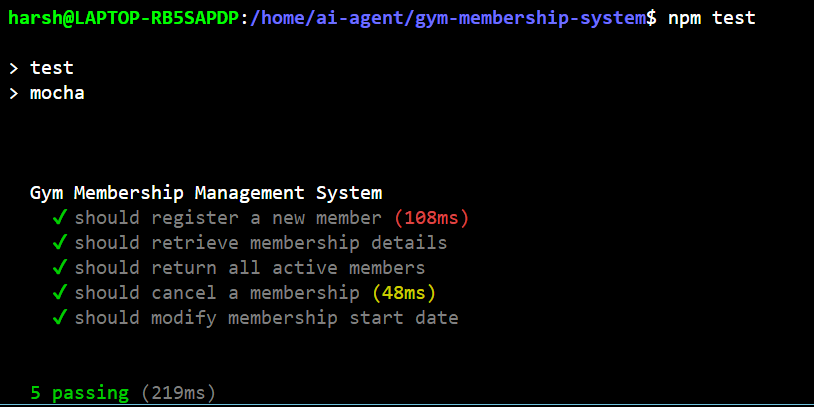 harsh@LAPTOP-RB5SAPDP:/home/ai-agent/gym-membership-system$ npm test
> test
> mocha
Gym Membership Management System
✓ should register a new member (108ms)
✓ should retrieve membership details
✓ should return all active members
✓ should cancel a membership (48ms)
✓ should modify membership start date
5 passing (219ms)